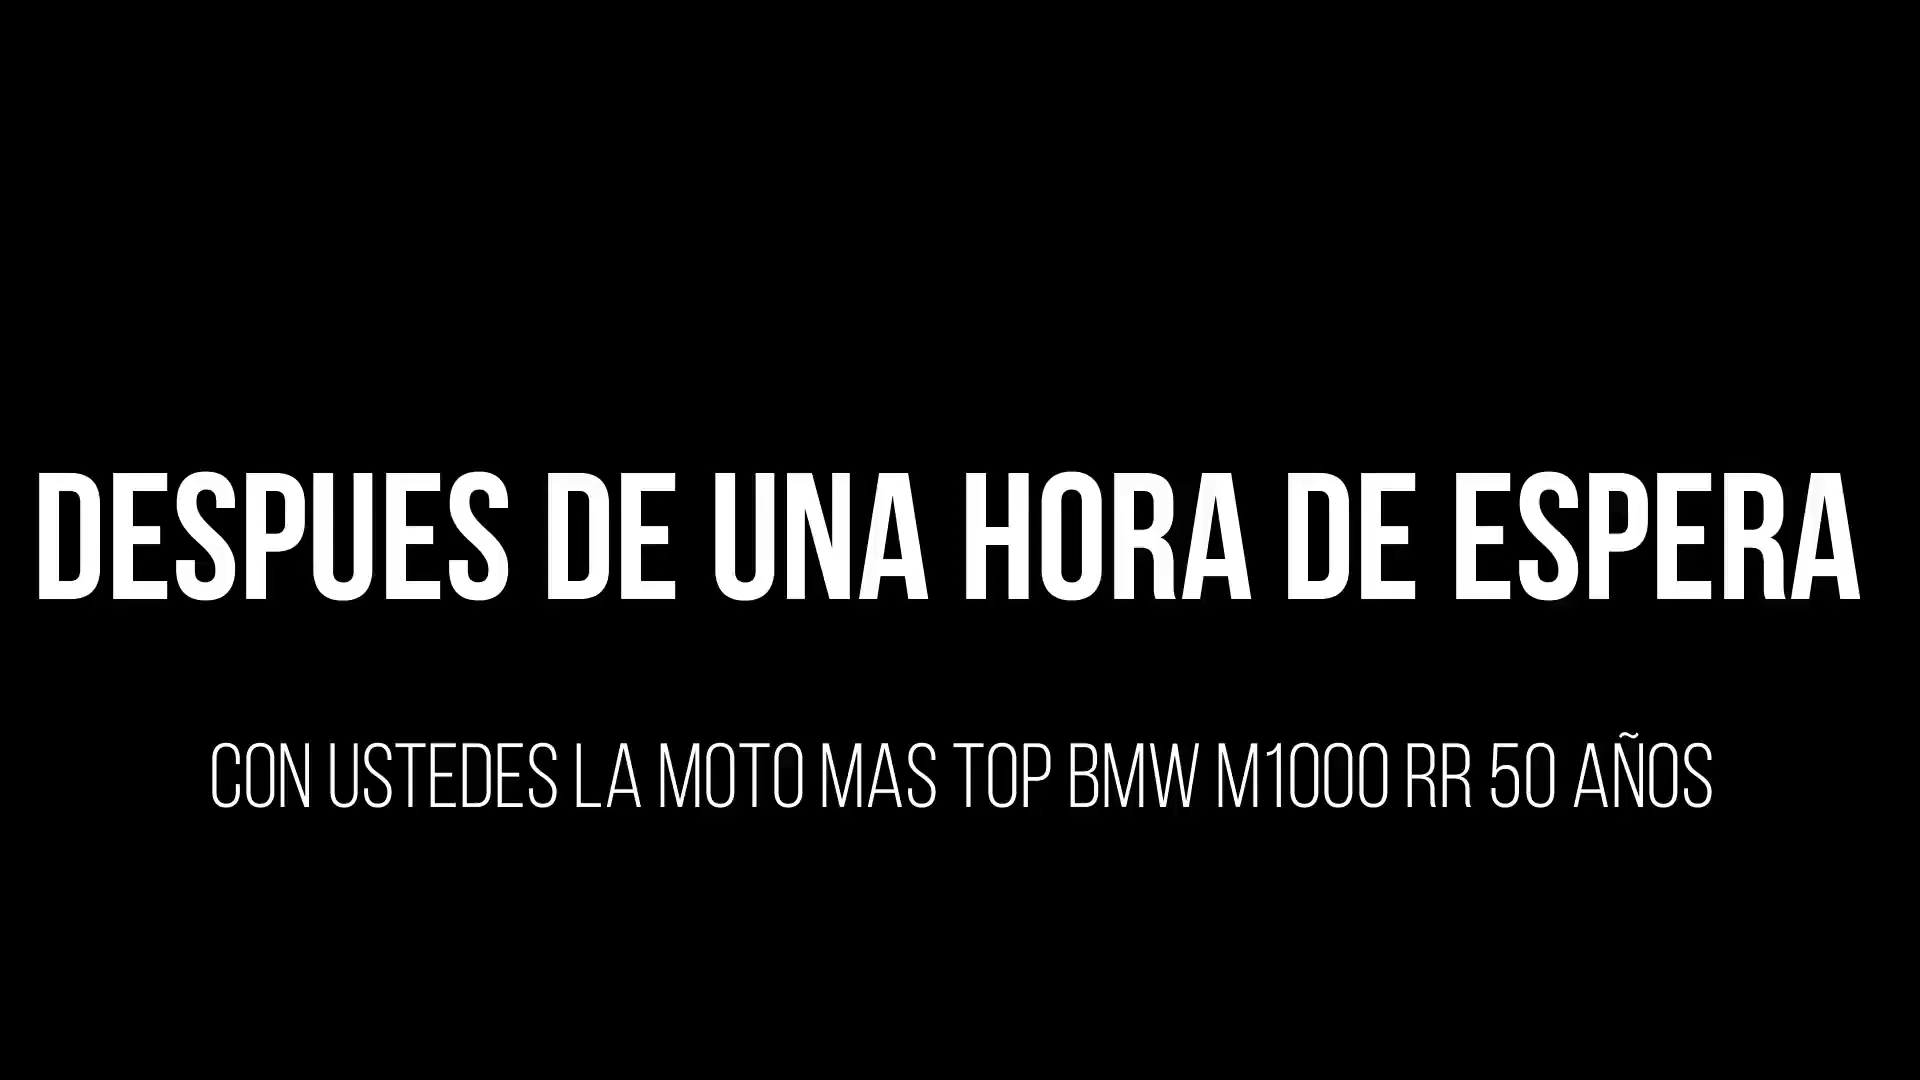 DESPUES DE UNA HORA DE ESPERA
CON USTEDES LA MOTO MAS TOP BMW M1000 RR 50 AÑOS